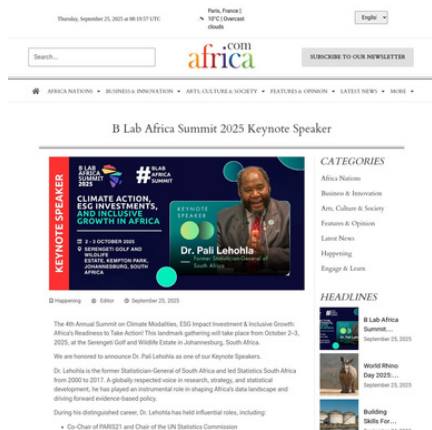 Thursday, September 25, 2025 at 08:19:57 UTC
Paris, France |
10°C | Overcast
clouds
Englis
Search...
africa.com
SUBSCRIBE TO OUR NEWSLETTER
AFRICA NATIONS
BUSINESS & INNOVATION
ARTS, CULTURE & SOCIETY
FEATURES & OPINION
LATEST NEWS
MORE
B Lab Africa Summit 2025 Keynote Speaker
KEYNOTE SPEAKER
B LAB
AFRICA
SUMMIT
2025
#BLAB
AFRICA
SUMMIT
CLIMATE ACTION,
ESG INVESTMENTS,
AND INCLUSIVE
GROWTH IN AFRICA
2 - 3 OCTOBER 2025
SERENGETI GOLF AND
WILDLIFE
ESTATE, KEMPTON PARK,
JOHANNESBURG, SOUTH
AFRICA
KEYNOTE
SPEAKER
Dr. Pali Lehohla
Former Statistician-General of
South Africa
Happening
Editor
September 25, 2025
The 4th Annual Summit on Climate Modalities, ESG Impact Investment & Inclusive Growth:
Africa's Readiness to Take Action! This landmark gathering will take place from October 2–3,
2025, at the Serengeti Golf and Wildlife Estate in Johannesburg, South Africa.
We are honored to announce Dr. Pali Lehohla as one of our Keynote Speakers.
Dr. Lehohla is the former Statistician-General of South Africa and led Statistics South Africa
from 2000 to 2017. A globally respected voice in research, strategy, and statistical
development, he has played an instrumental role in shaping Africa's data landscape and
driving forward evidence-based policy.
During his distinguished career, Dr. Lehohla has held influential roles, including:
• Co-Chair of PARIS21 and Chair of the UN Statistics Commission
CATEGORIES
Africa Nations
Business & Innovation
Arts, Culture & Society
Features & Opinion
Latest News
Happening
Engage & Learn
HEADLINES
B Lab Africa
Summit...
September 25, 2025
World Rhino
Day 2025:...
September 25, 2025
Building
Skills For...